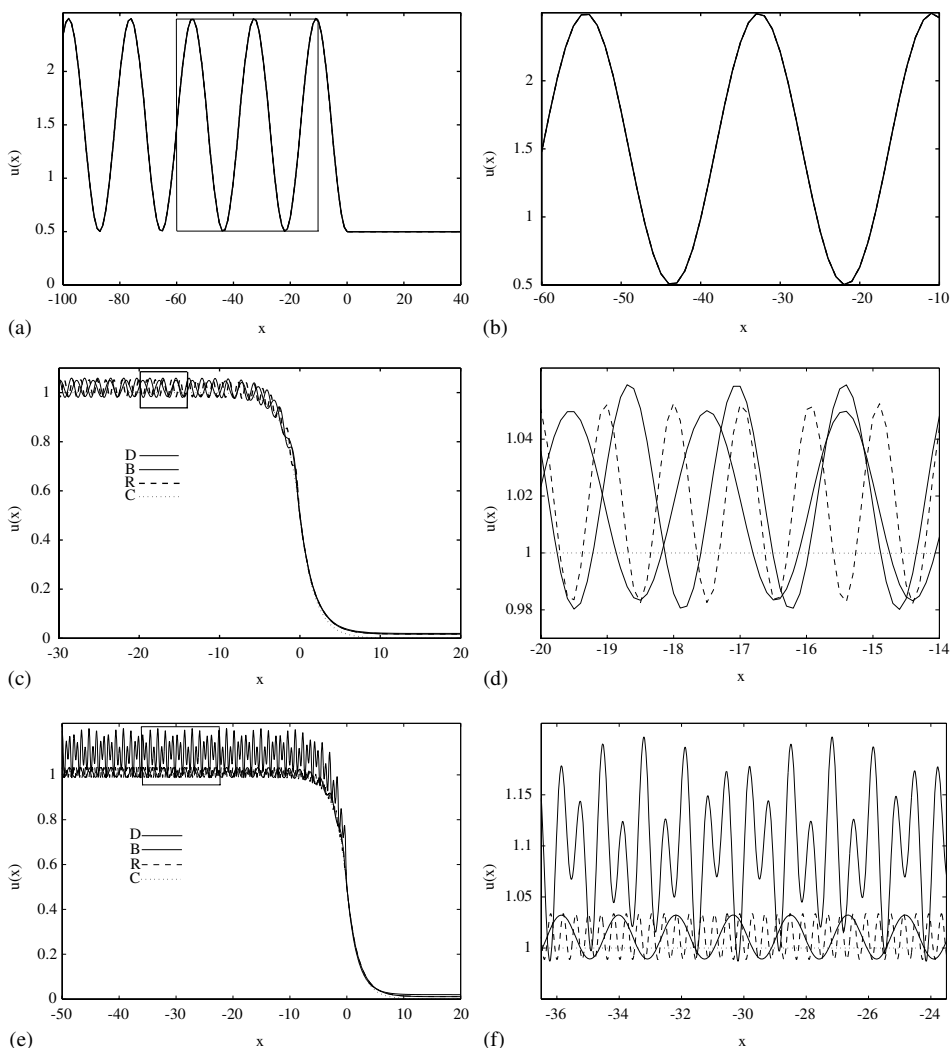 2
1.5
1
0.5
0
u(x)
-100 -80 -60 -40 -20 0 20 40
x
(a)
2
1.5
1
0.5
u(x)
-60 -50 -40 -30 -20 -10
x
(b)
1
0.8
0.6
0.4
0.2
0
u(x)
D
B
R
C
-30 -20 -10 0 10 20
x
(c)
1.04
1.02
1
0.98
u(x)
-20 -19 -18 -17 -16 -15 -14
x
(d)
1
0.8
0.6
0.4
0.2
0
u(x)
D
B
R
C
-50 -40 -30 -20 -10 0 10 20
x
(e)
1.15
1.1
1.05
1
u(x)
-36 -34 -32 -30 -28 -26 -24
x
(f)